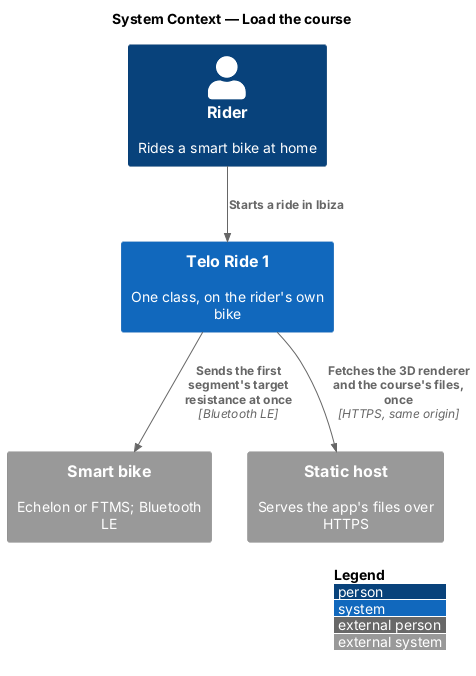 System Context — Load the course
Rider
Rides a smart bike at home
Starts a ride in Ibiza
Telo Ride 1
One class, on the rider's own
bike
Sends the first
segment's target
resistance at once
[Bluetooth LE]
Fetches the 3D renderer
and the course's files,
once
[HTTPS, same origin]
Smart bike
Echelon or FTMS; Bluetooth
LE
Static host
Serves the app's files over
HTTPS
Legend
person
system
external person
external system